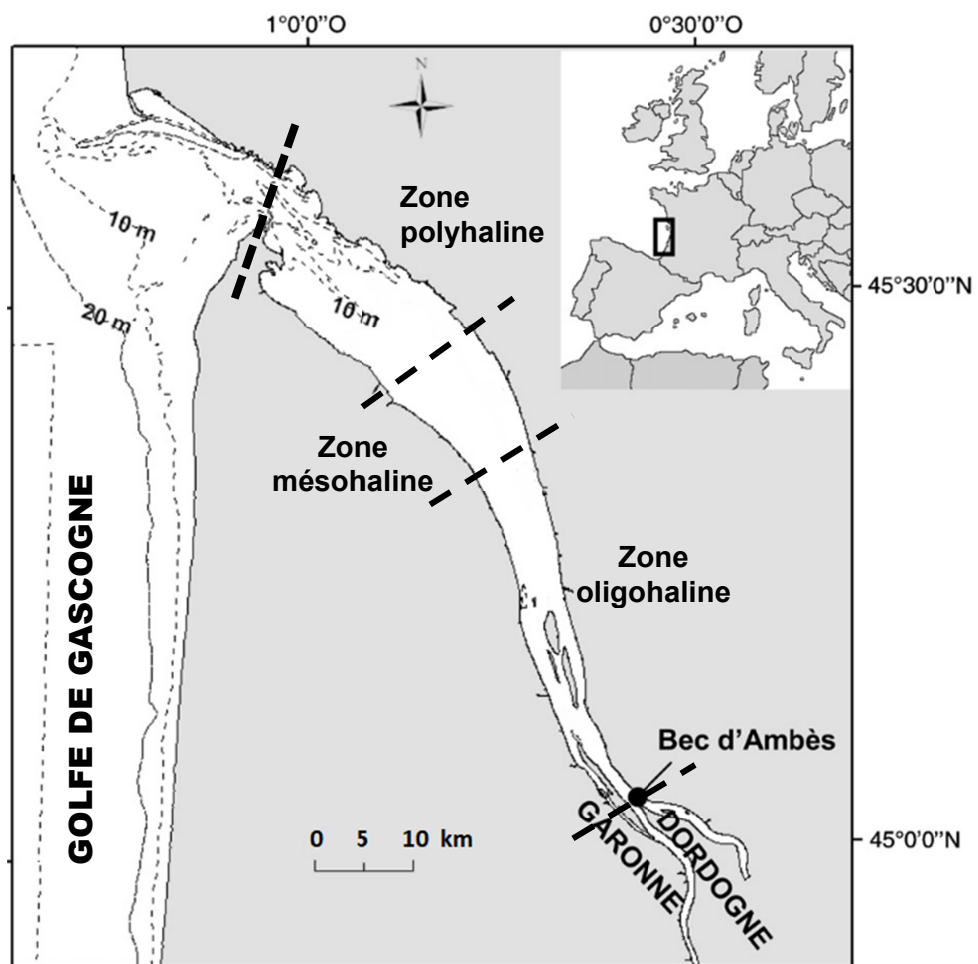 1°0'0''O
0°30'0''O
N
Zone
polyhaline
10 m
20 m
10 m
45°30'0''N
Zone
mésohaline
Zone
oligohaline
GOLFE DE GASCOGNE
Bec d'Ambès
GARONNE
DORDOGNE
0 5 10 km
45°0'0''N